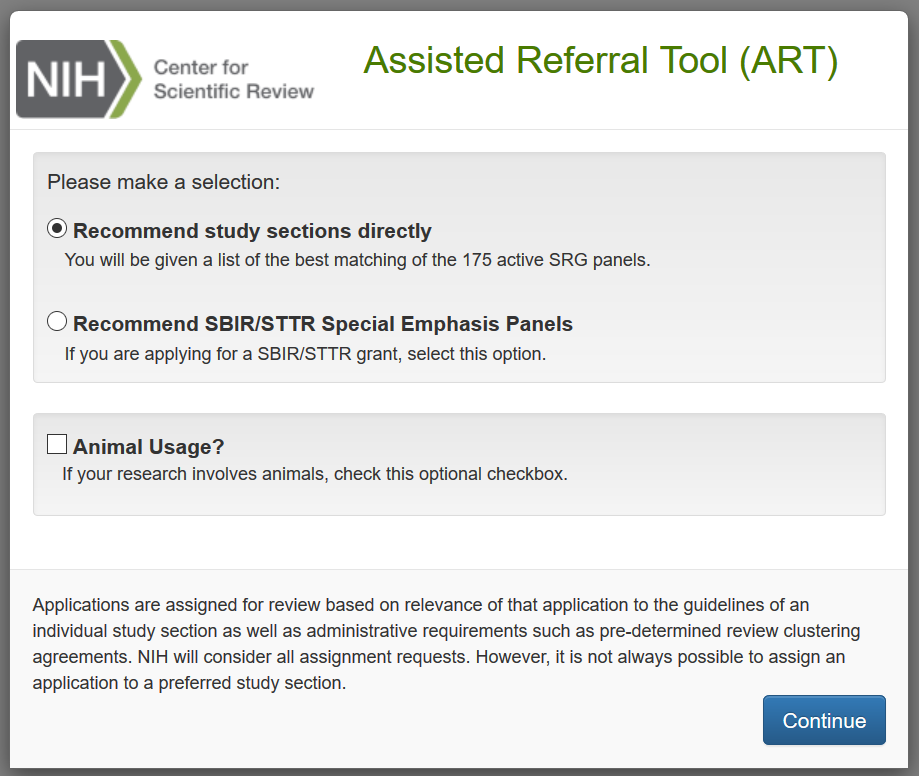 NIH
Center for
Scientific Review
Assisted Referral Tool (ART)
Please make a selection:
Recommend study sections directly
You will be given a list of the best matching of the 175 active SRG panels.
Recommend SBIR/STTR Special Emphasis Panels
If you are applying for a SBIR/STTR grant, select this option.
Animal Usage?
If your research involves animals, check this optional checkbox.
Applications are assigned for review based on relevance of that application to the guidelines of an
individual study section as well as administrative requirements such as pre-determined review clustering
agreements. NIH will consider all assignment requests. However, it is not always possible to assign an
application to a preferred study section.
Continue